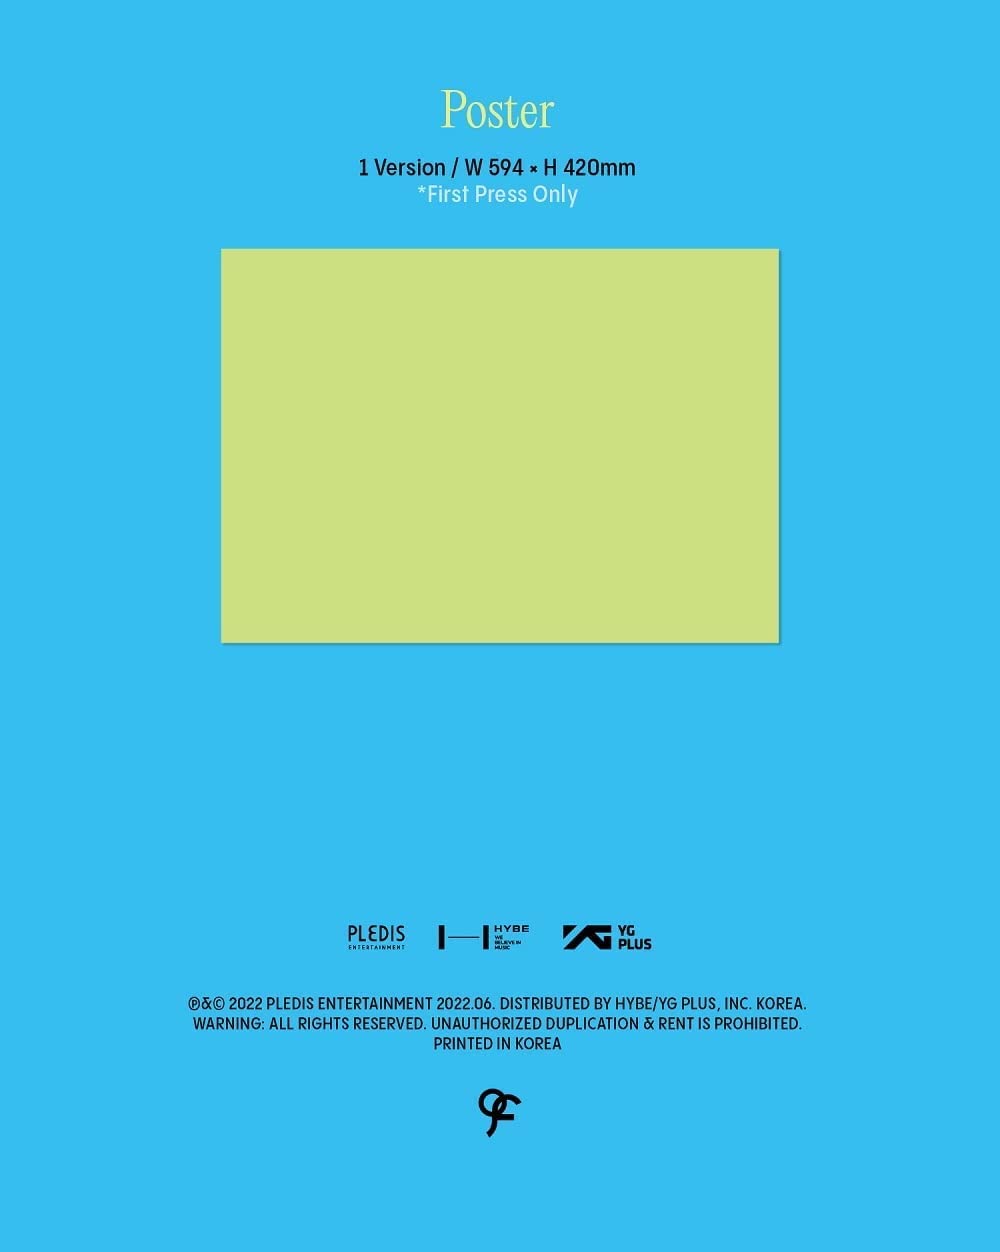 Poster
1 Version / W 594 × H 420mm
*First Press Only
PLEDIS
ENTERTAINMENT
HYBE
WE
BELIEVE IN
MUSIC
YG
PLUS
℗&© 2022 PLEDIS ENTERTAINMENT 2022.06. DISTRIBUTED BY HYBE/YG PLUS, INC. KOREA.
WARNING: ALL RIGHTS RESERVED. UNAUTHORIZED DUPLICATION & RENT IS PROHIBITED.
PRINTED IN KOREA